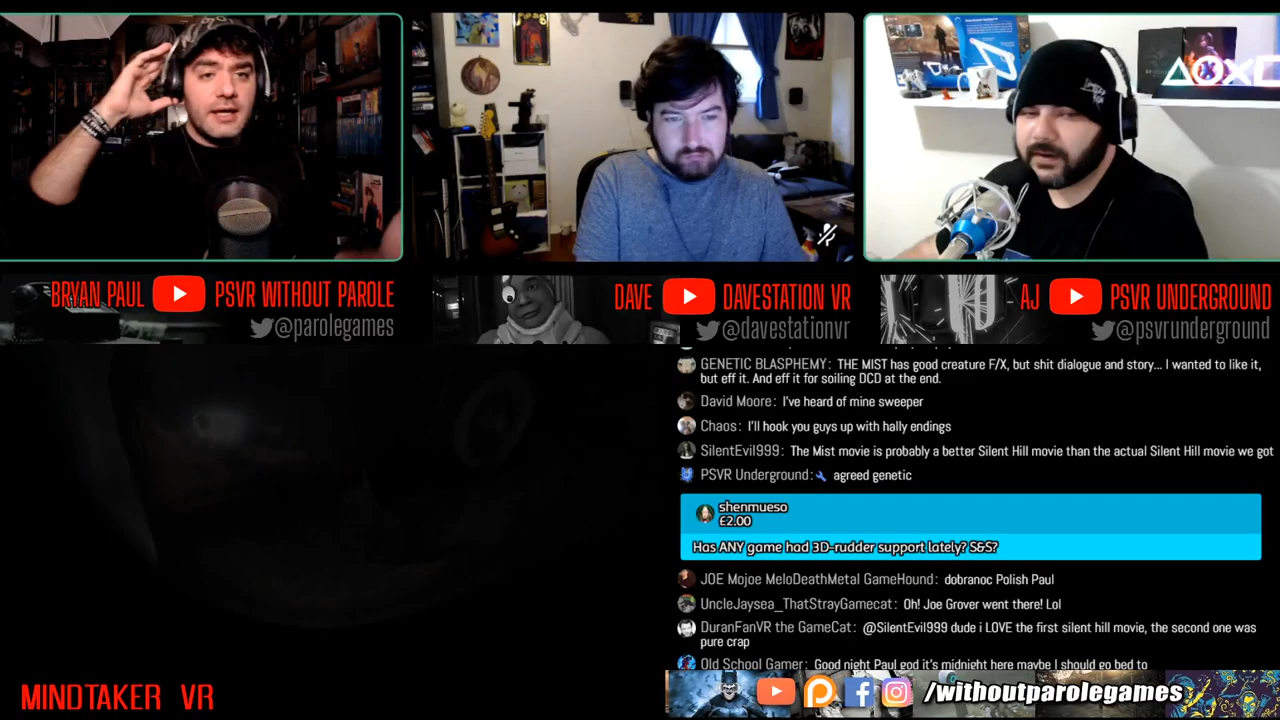 BRYAN PAUL PSVR WITHOUT PAROLE
@parolegames
DAVE DAVESTATION VR
@davestationvr
AJ PSVR UNDERGROUND
@psvrunderground
GENETIC BLASPHEMY: THE MIST has good creature F/X, but shit dialogue and story... I wanted to like it,
but eff it. And eff it for soiling DCD at the end.
David Moore: I've heard of mine sweeper
Chaos: I'll hook you guys up with hally endings
SilentEvil999: The Mist movie is probably a better Silent Hill movie than the actual Silent Hill movie we got
PSVR Underground: agreed genetic
shenmueso
£2.00
Has ANY game had 3D-rudder support lately? S&S?
JOE Mojoe MeloDeathMetal GameHound: dobranoc Polish Paul
UncleJaysea_ThatStrayGamecat: Oh! Joe Grover went there! Lol
DuranFanVR the GameCat: @SilentEvil999 dude i LOVE the first silent hill movie, the second one was
pure crap
Old School Gamer: Good night Paul god it's midnight here maybe I should go bed to
MINDTAKER VR
/withoutparolegames